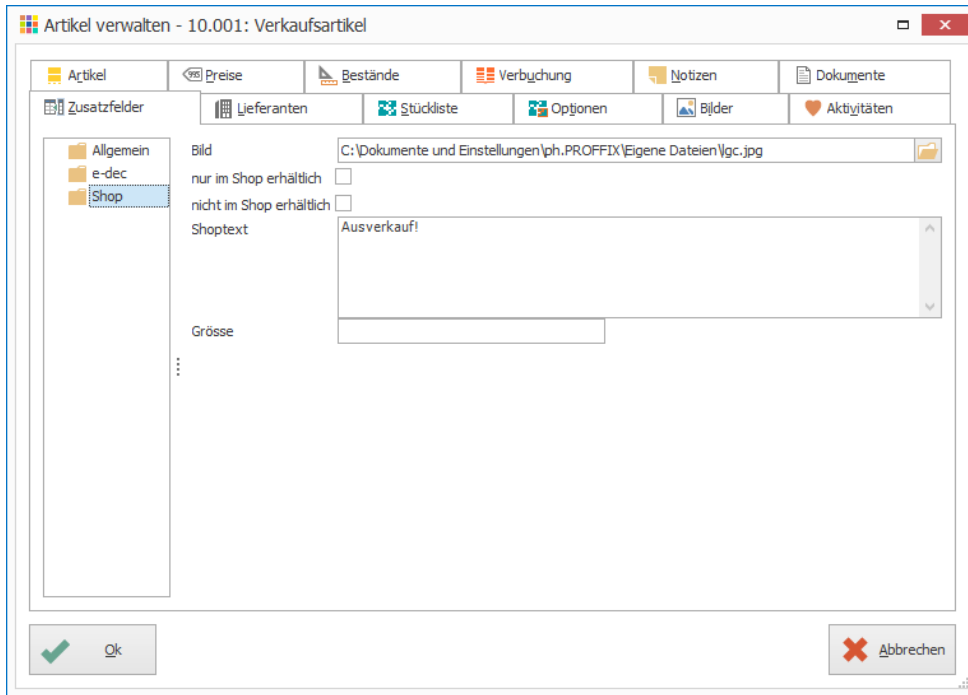 Artikel verwalten - 10.001: Verkaufsartikel
Artikel
995 Preise
Bestände
Verbuchung
Notizen
Dokumente
Zusatzfelder
Lieferanten
Stückliste
Optionen
Bilder
Aktivitäten
Allgemein
e-dec
Shop
Bild
C:\Dokumente und Einstellungen\ph.PROFFIX\Eigene Dateien\lgc.jpg
nur im Shop erhältlich
nicht im Shop erhältlich
Shoptext
Ausverkauf!
Grösse
Ok
Abbrechen